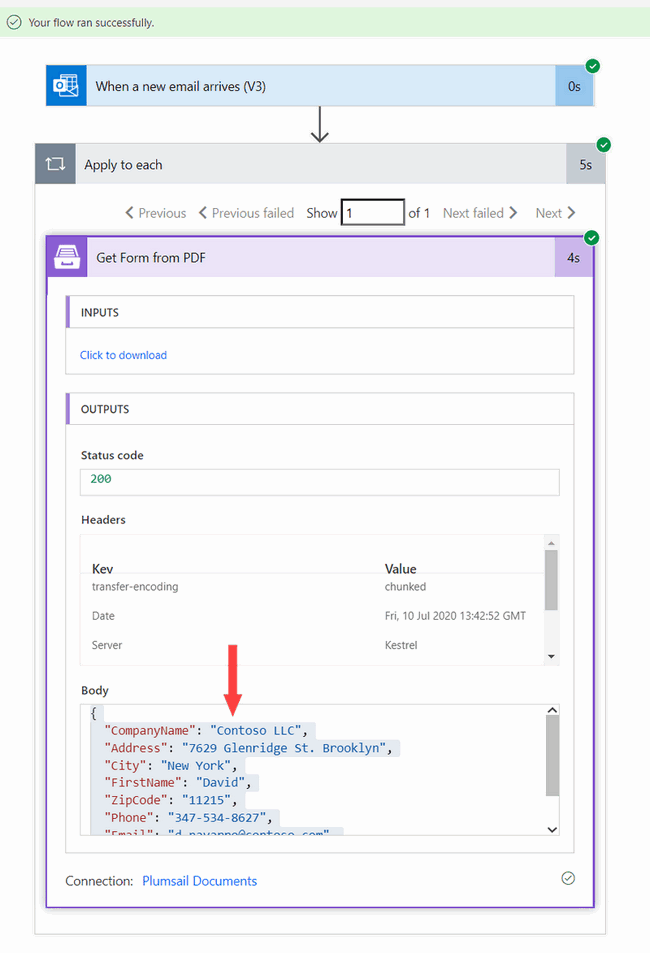 Your flow ran successfully.
When a new email arrives (V3)
0s
Apply to each
5s
Previous Previous failed Show 1 of 1 Next failed Next
Get Form from PDF
4s
INPUTS
Click to download
OUTPUTS
Status code
200
Headers
Key Value
transfer-encoding chunked
Date Fri, 10 Jul 2020 13:42:52 GMT
Server Kestrel
Body
{
"CompanyName": "Contoso LLC",
"Address": "7629 Glenridge St. Brooklyn",
"City": "New York",
"FirstName": "David",
"ZipCode": "11215",
"Phone": "347-534-8627",
"Email":
Connection: Plumsail Documents